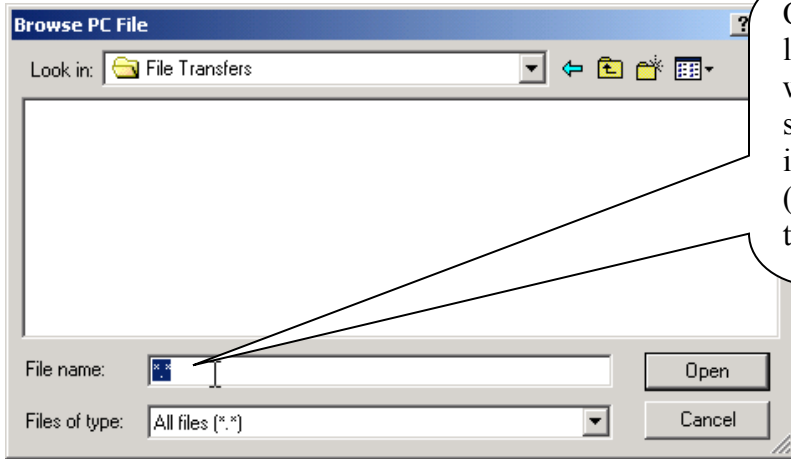 Browse PC File
?
Look in: File Transfers
File name: *.*
Open
Files of type: All files (*.*)
Cancel